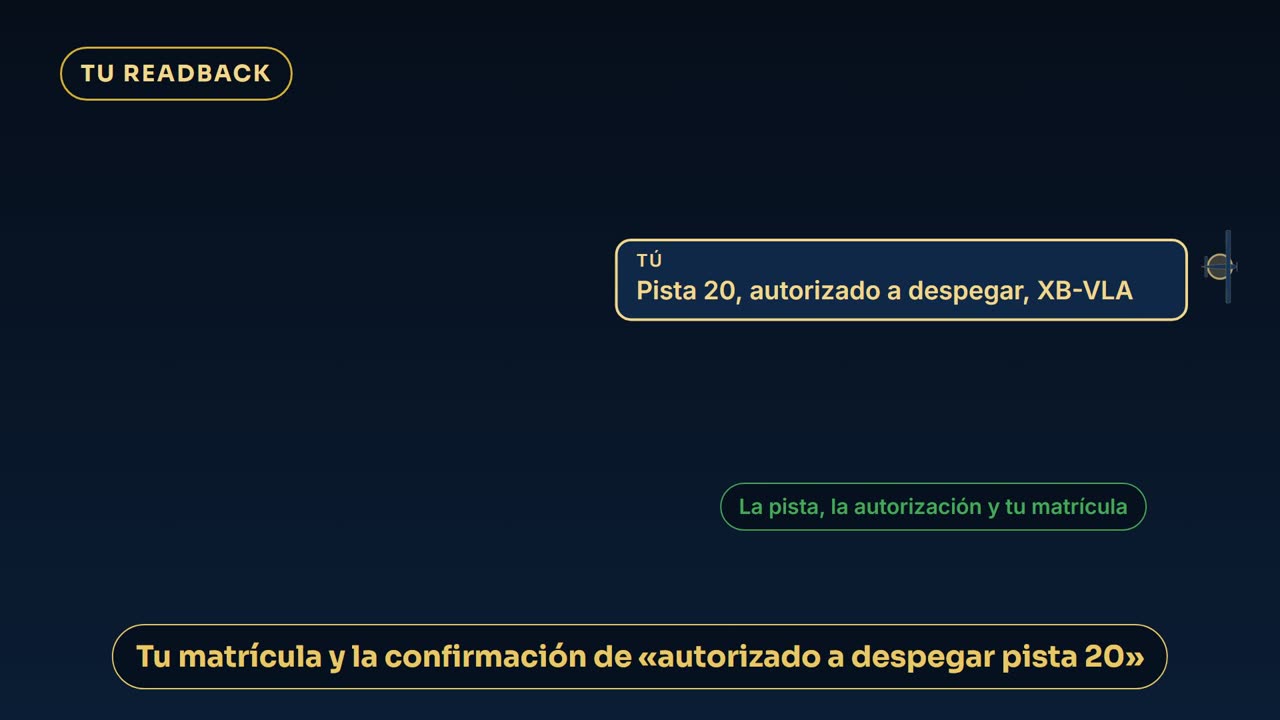 TU READBACK
TÚ
Pista 20, autorizado a despegar, XB-VLA
La pista, la autorización y tu matrícula
Tu matrícula y la confirmación de «autorizado a despegar pista 20»